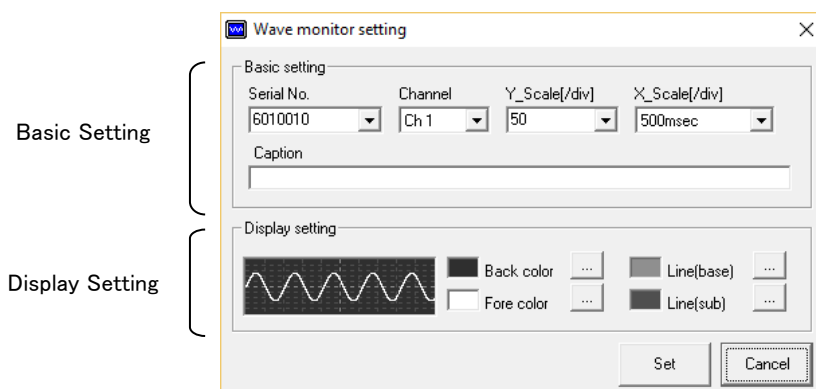 Wave monitor setting
Basic setting
Serial No. Channel Y_Scale[/div] X_Scale[/div]
6010010 Ch 1 50 500msec
Caption
Basic Setting
Display setting
Back color ... Line(base) ...
Fore color ... Line(sub) ...
Display Setting
Set Cancel